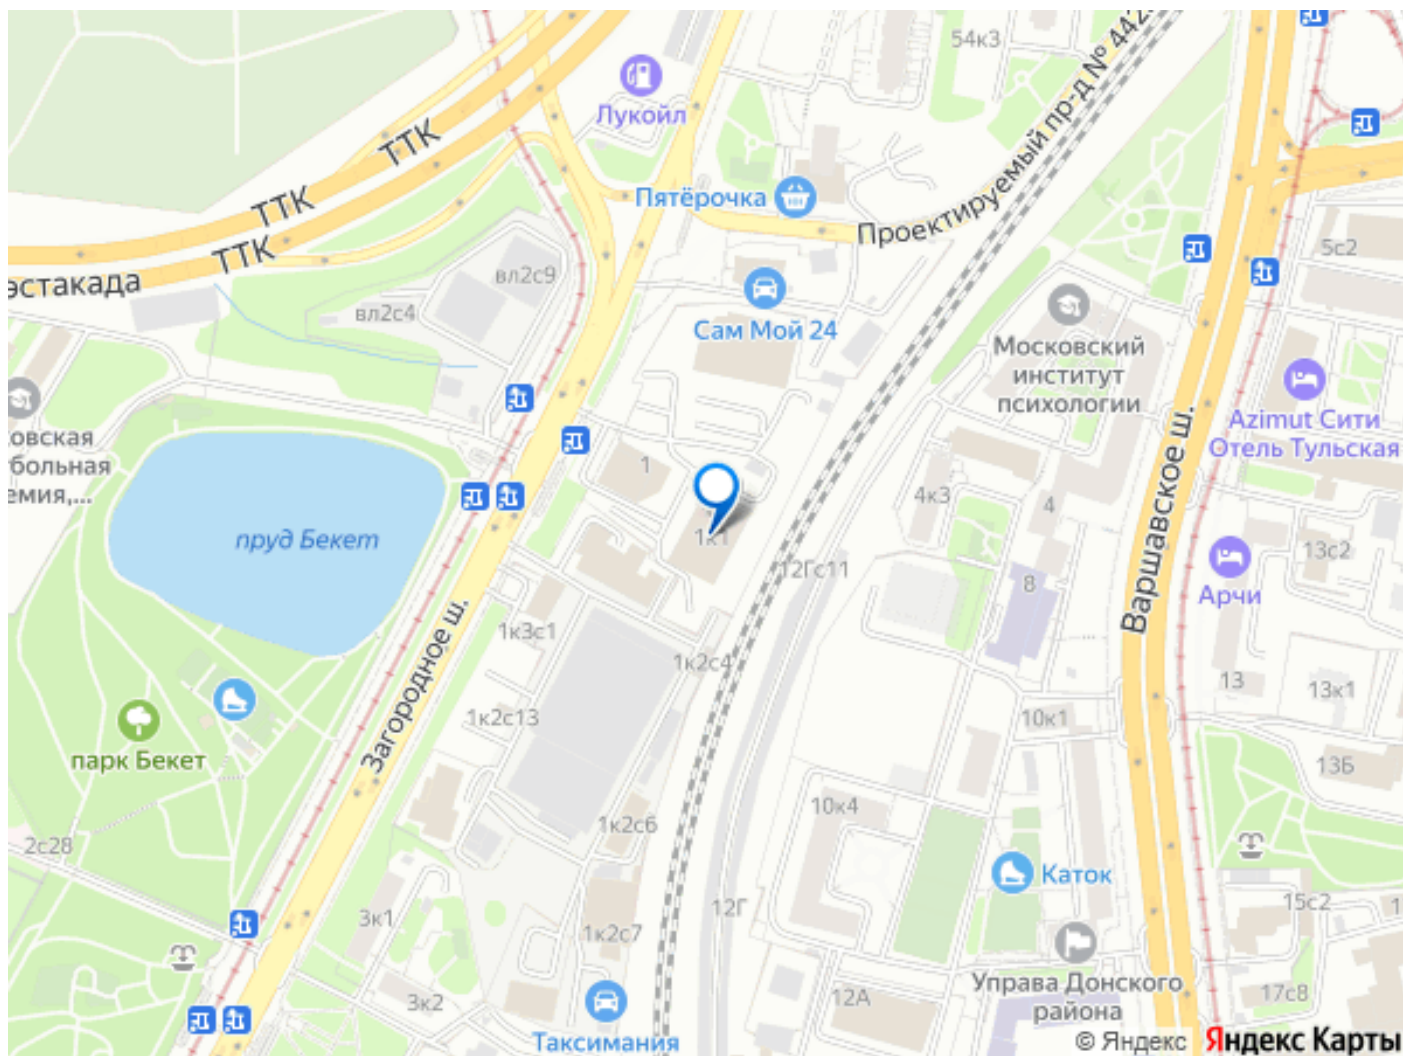 54к3
Проектируемый пр-д № 442
Лукойл
ТТК
ТТК
ТТК
эстакада
Пятёрочка
5с2
вл2с9
вл2с4
Сам Мой 24
Московский
институт
психологии
Azimut Сити
Отель Тульская
овская
больная
емия,...
1
4к3
4
1к1
пруд Бекет
Варшавское ш.
13с2
12Гс11
8
Арчи
Загородное ш.
1к3с1
1к2с4
13
13к1
1к2с13
10к1
парк Бекет
13Б
10к4
1к2с6
2с28
Каток
3к1
12Г
15с2
1
1к2с7
Управа Донского
района
3к2
12А
17с8
Таксимания
© Яндекс
Яндекс Карты